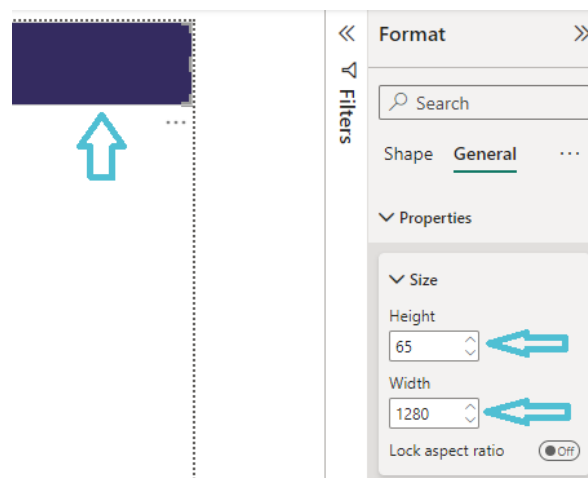 Format
Filters
Search
Shape General
Properties
Size
Height
65
Width
1280
Lock aspect ratio Off